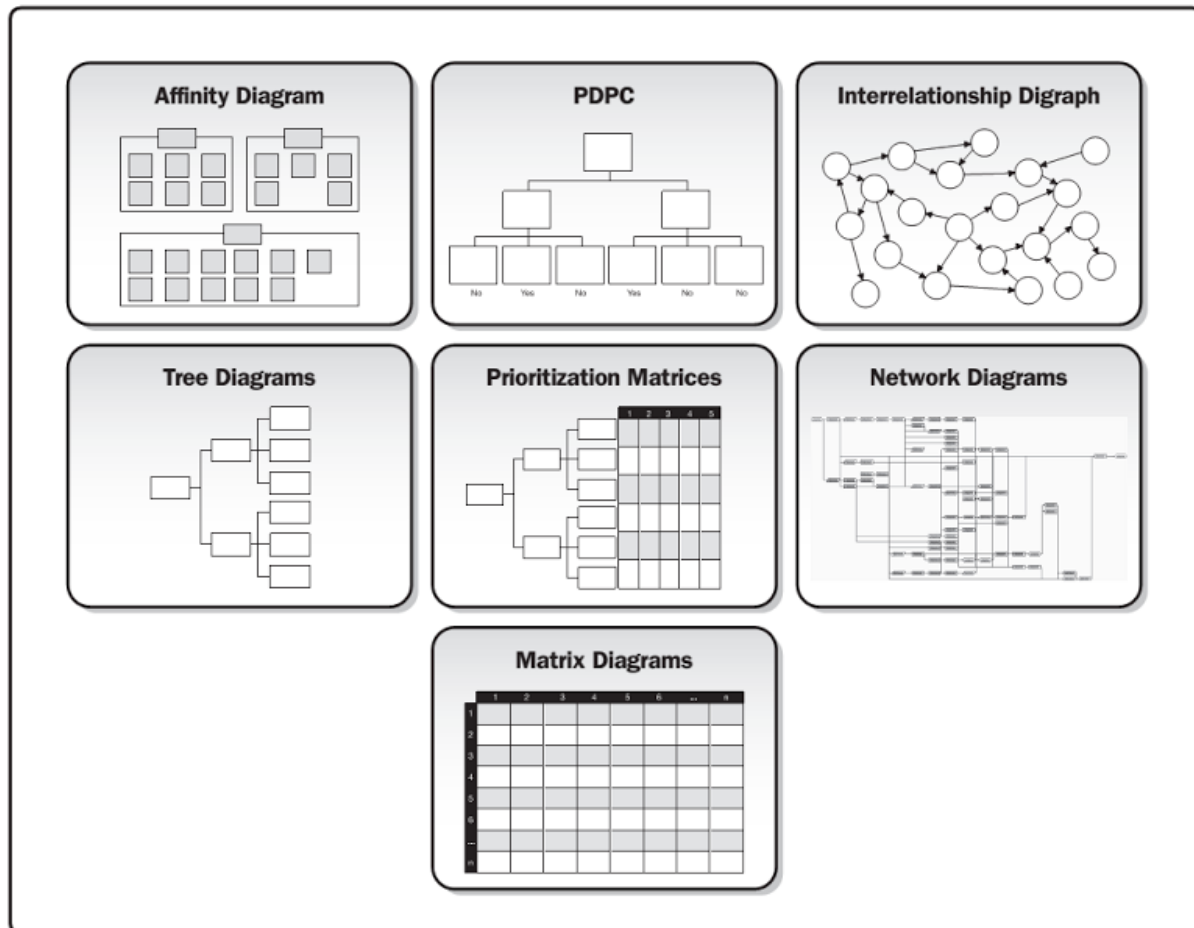 Affinity Diagram
PDPC
Interrelationship Digraph
No Yes No Yes No No
Tree Diagrams
Prioritization Matrices
Network Diagrams
1 2 3 4 5
Matrix Diagrams
1 2 3 4 5 6 ... n
1
2
3
4
5
6
...
n